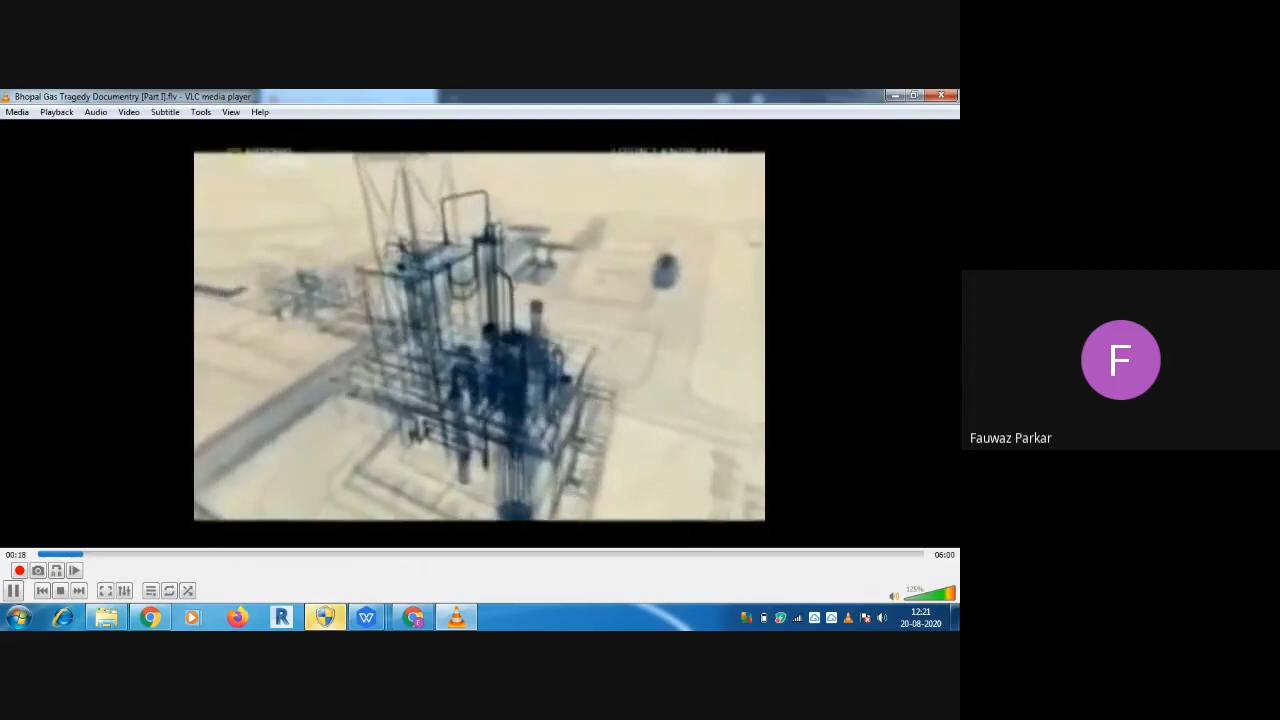 Bhopal Gas Tragedy Documentry [Part I].flv - VLC media player
Media Playback Audio Video Subtitle Tools View Help
00:18
06:00
125%
F
Fauwaz Parkar
R
W
12:21
20-08-2020